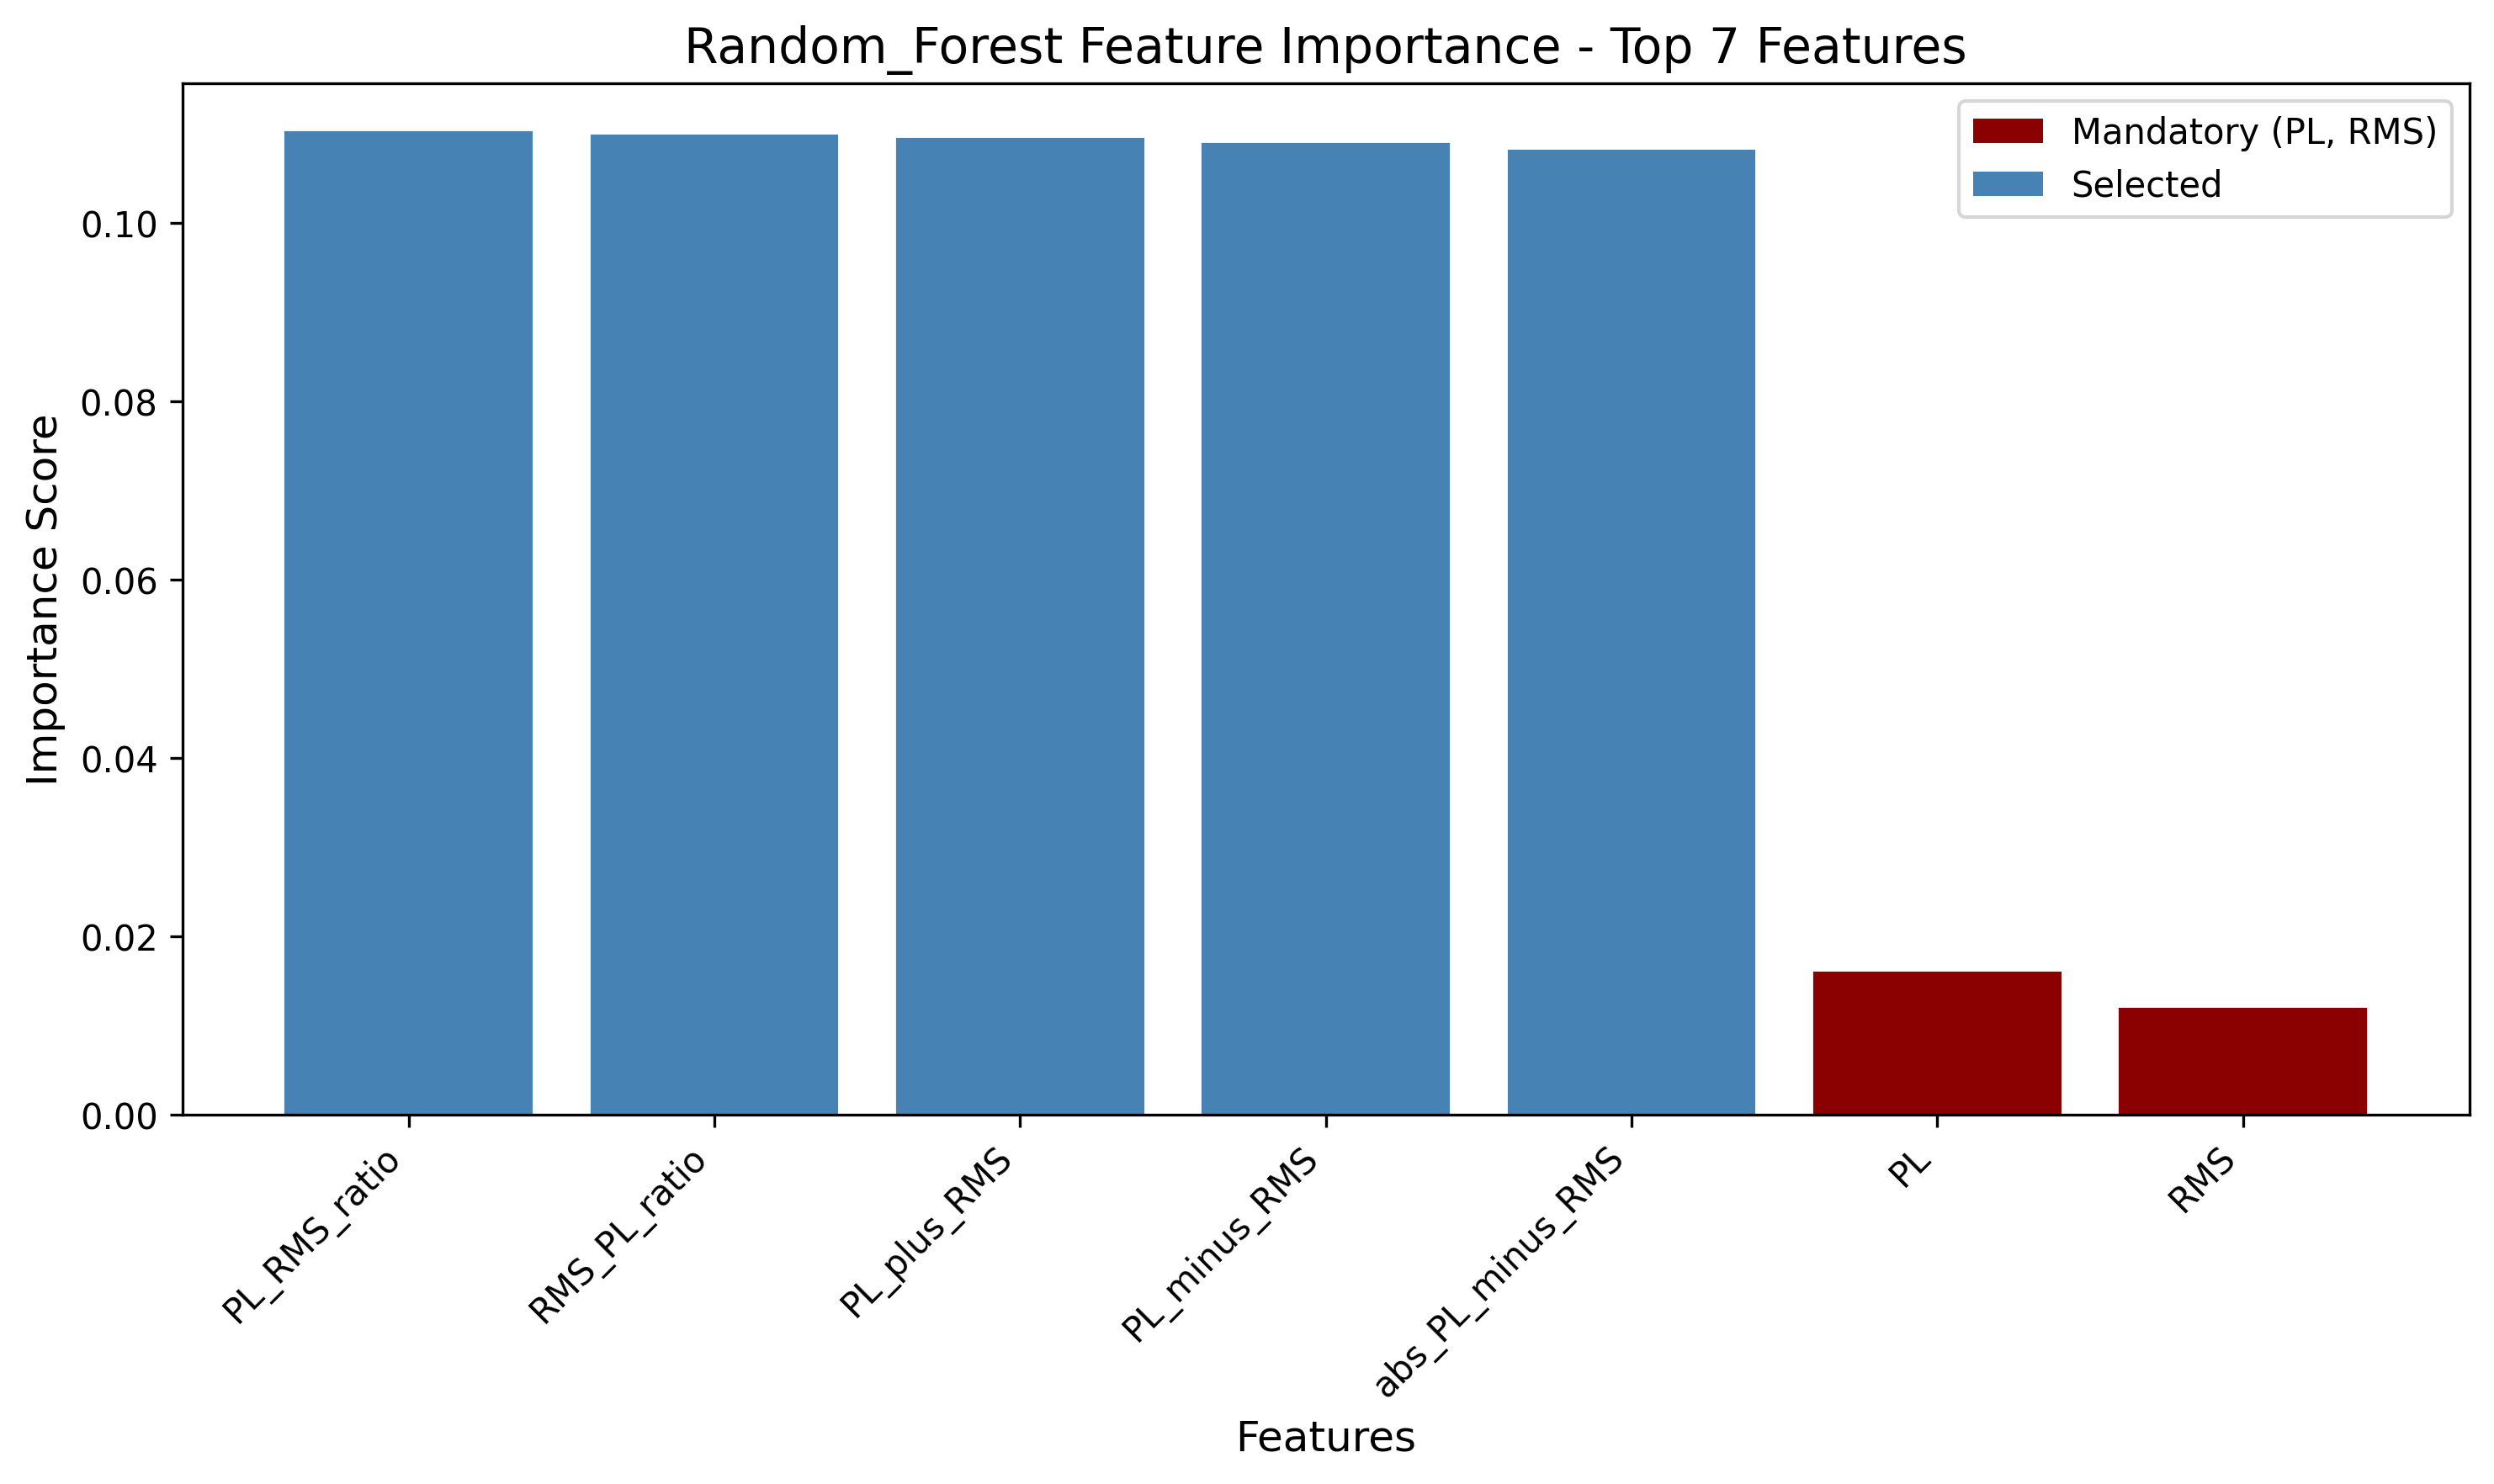 Random_Forest Feature Importance - Top 7 Features
Mandatory (PL, RMS)
Selected
Importance Score
0.10
0.08
0.06
0.04
0.02
0.00
PL_RMS_ratio
RMS_PL_ratio
PL_plus_RMS
PL_minus_RMS
abs_PL_minus_RMS
PL
RMS
Features